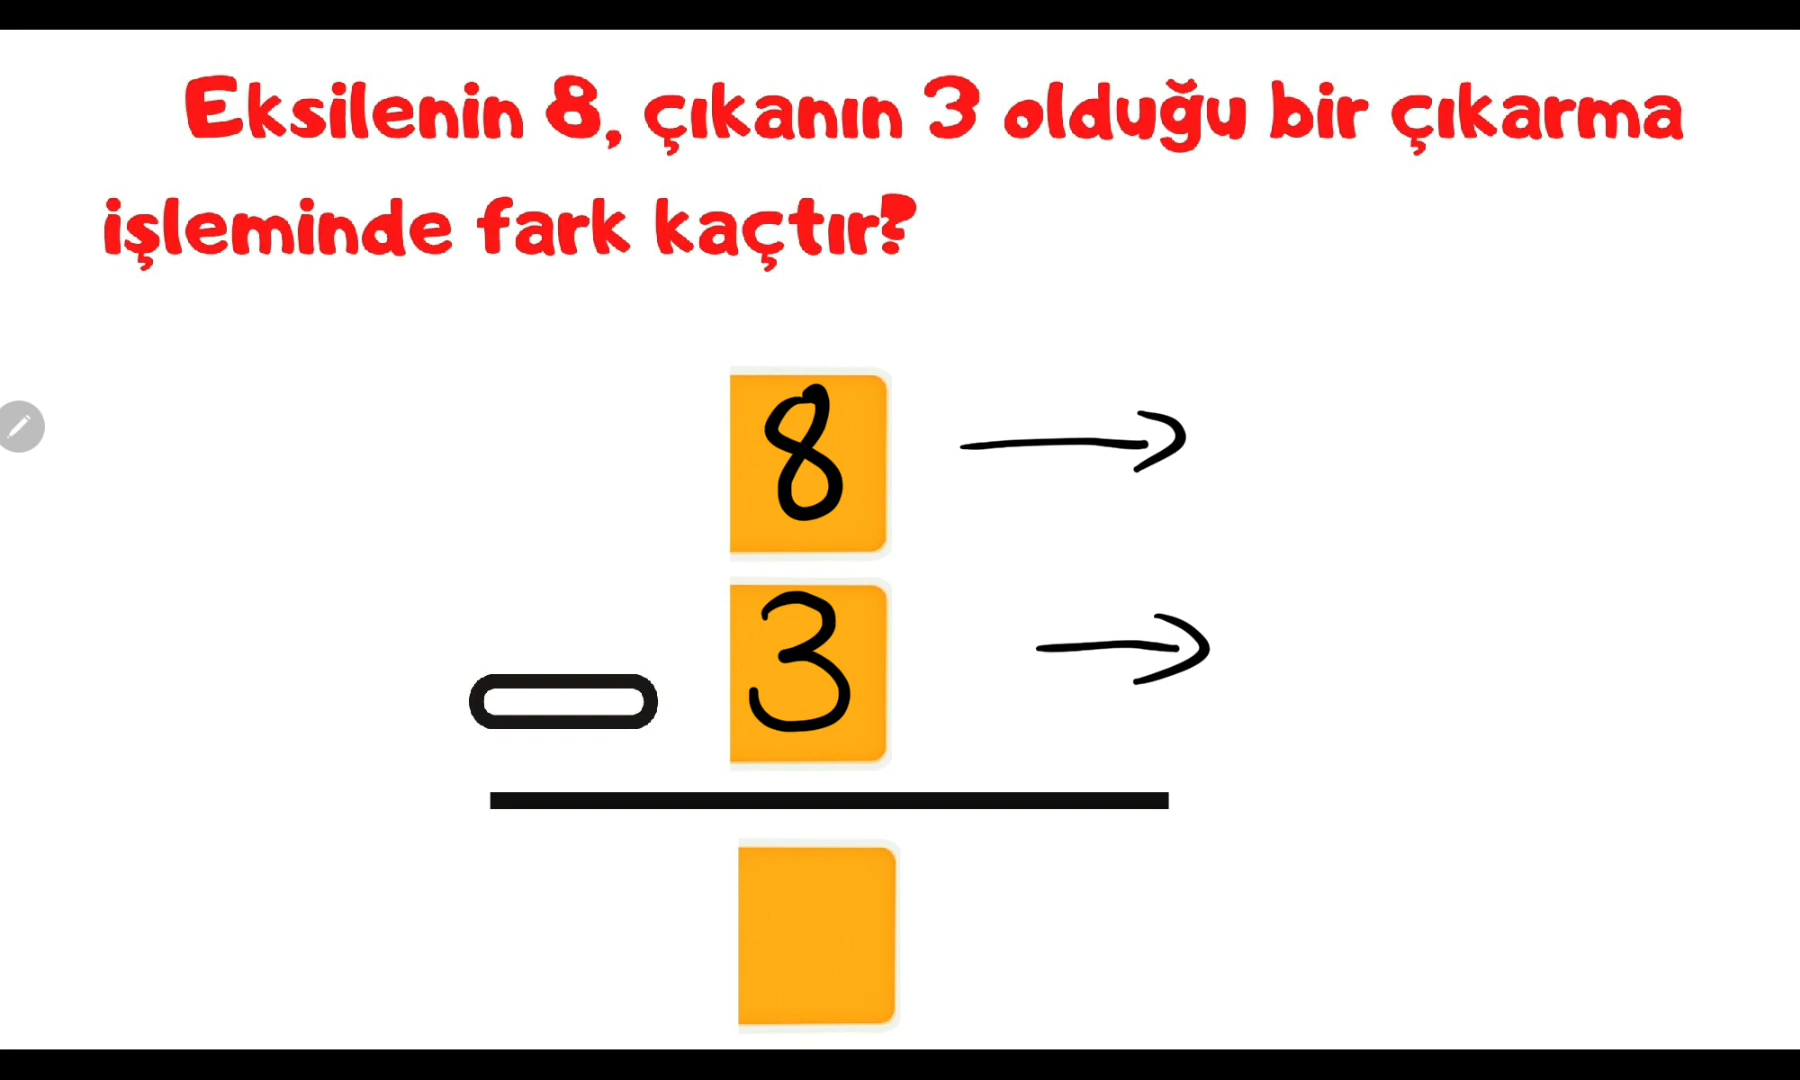 Eksilenin 8, çıkanın 3 olduğu bir çıkarma
işleminde fark kaçtır?
8
3